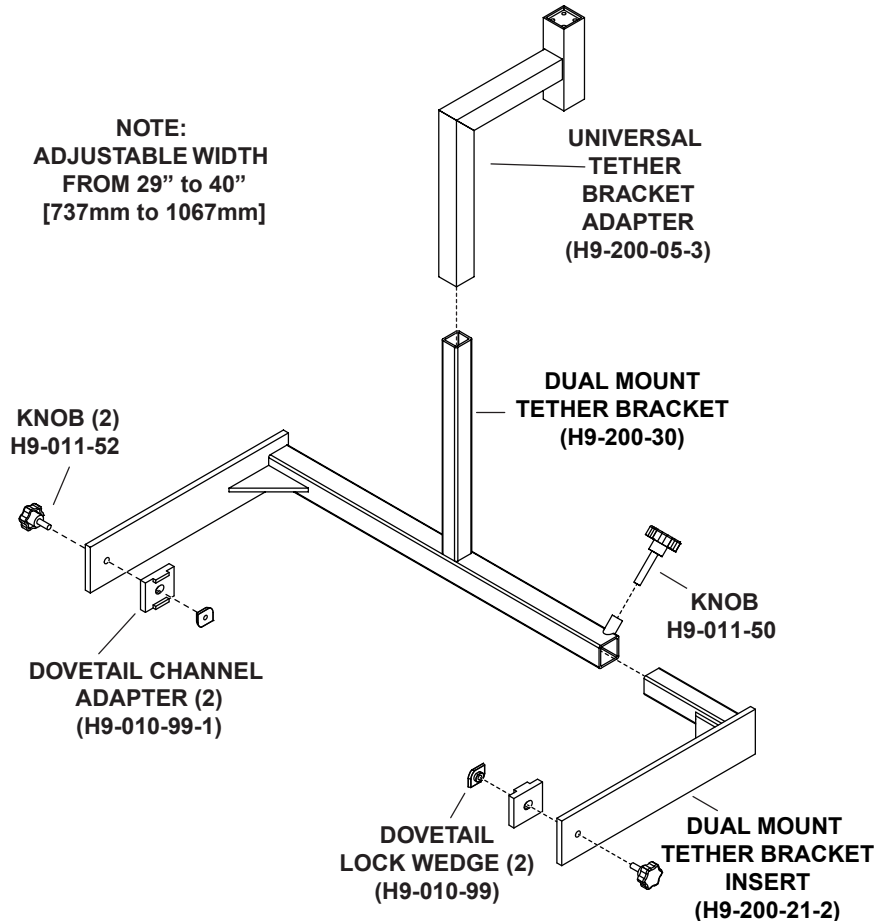 NOTE:
ADJUSTABLE WIDTH
FROM 29” to 40”
[737mm to 1067mm]
UNIVERSAL
TETHER
BRACKET
ADAPTER
(H9-200-05-3)
DUAL MOUNT
TETHER BRACKET
(H9-200-30)
KNOB (2)
H9-011-52
KNOB
H9-011-50
DOVETAIL CHANNEL
ADAPTER (2)
(H9-010-99-1)
DOVETAIL
LOCK WEDGE (2)
(H9-010-99)
DUAL MOUNT
TETHER BRACKET
INSERT
(H9-200-21-2)